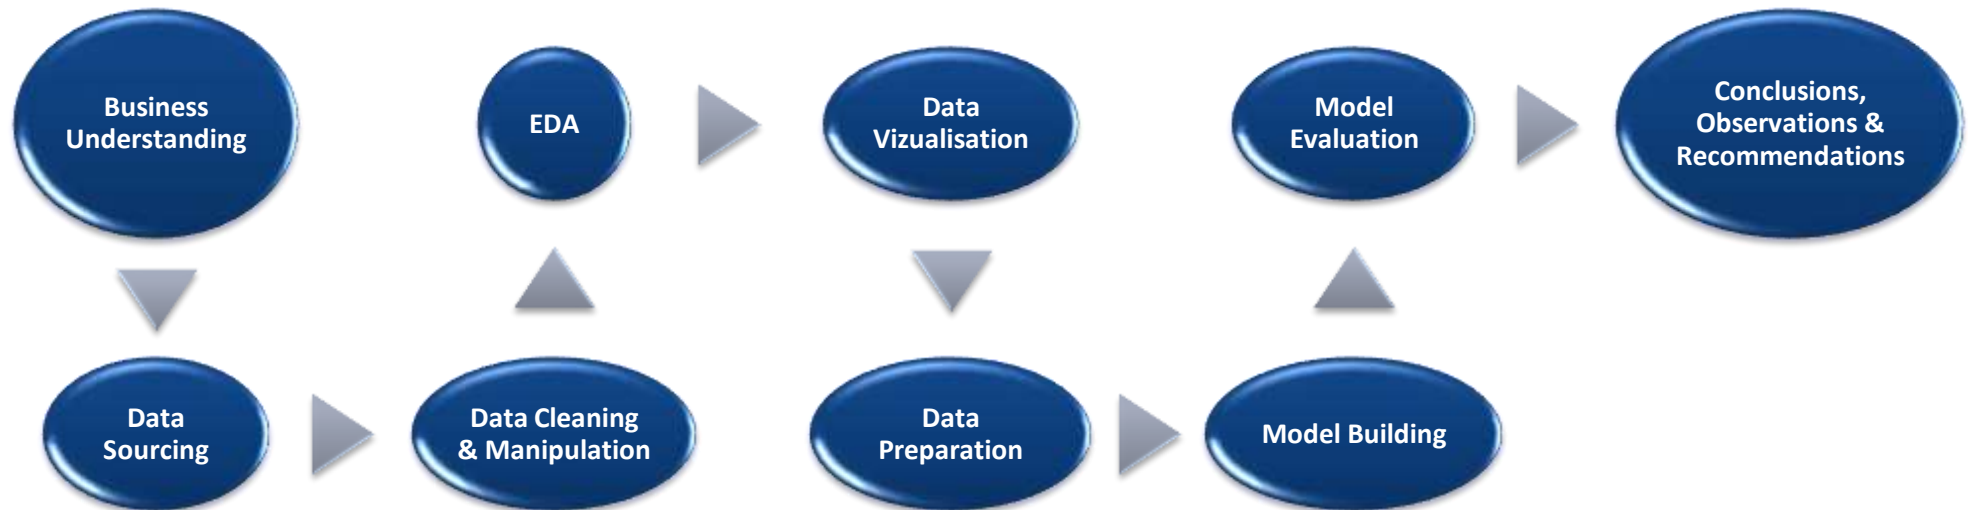 Business
Understanding
Data
Sourcing
Data Cleaning
& Manipulation
EDA
Data
Vizualisation
Data
Preparation
Model Building
Model
Evaluation
Conclusions,
Observations &
Recommendations